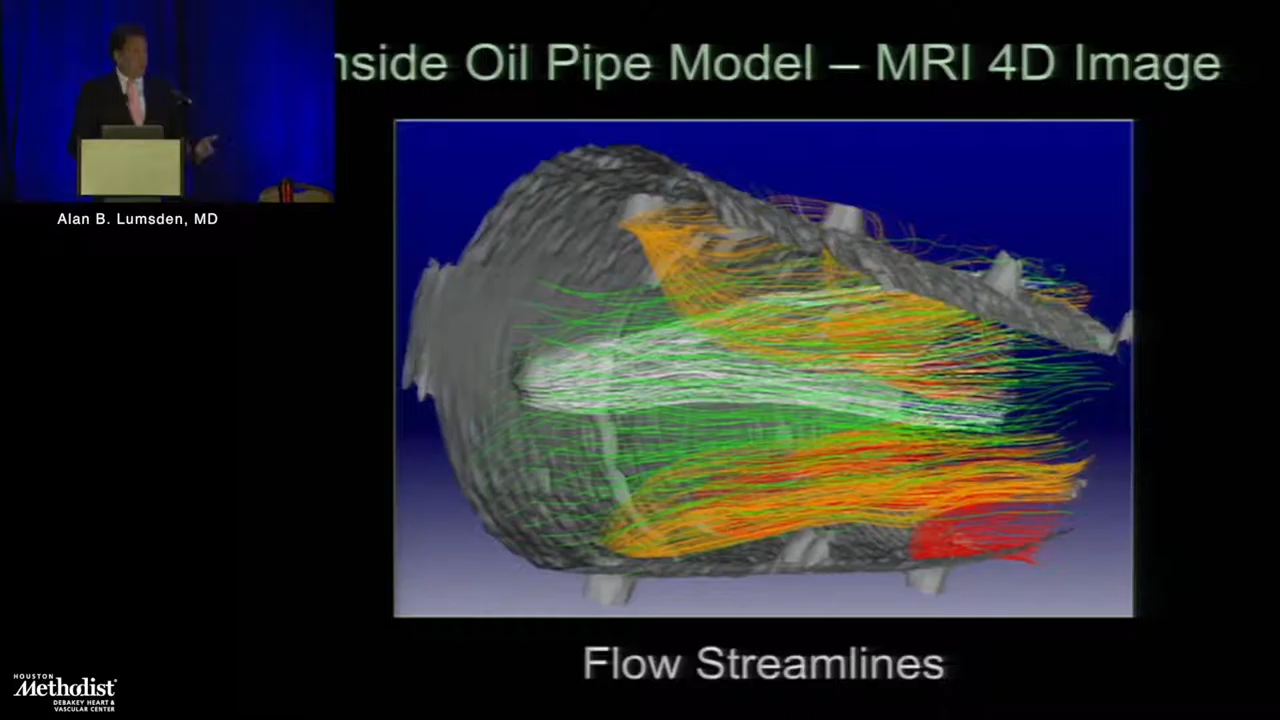 nside Oil Pipe Model – MRI 4D Image
Alan B. Lumsden, MD
Flow Streamlines
HOUSTON
Methodist
DEBAKEY HEART &
VASCULAR CENTER